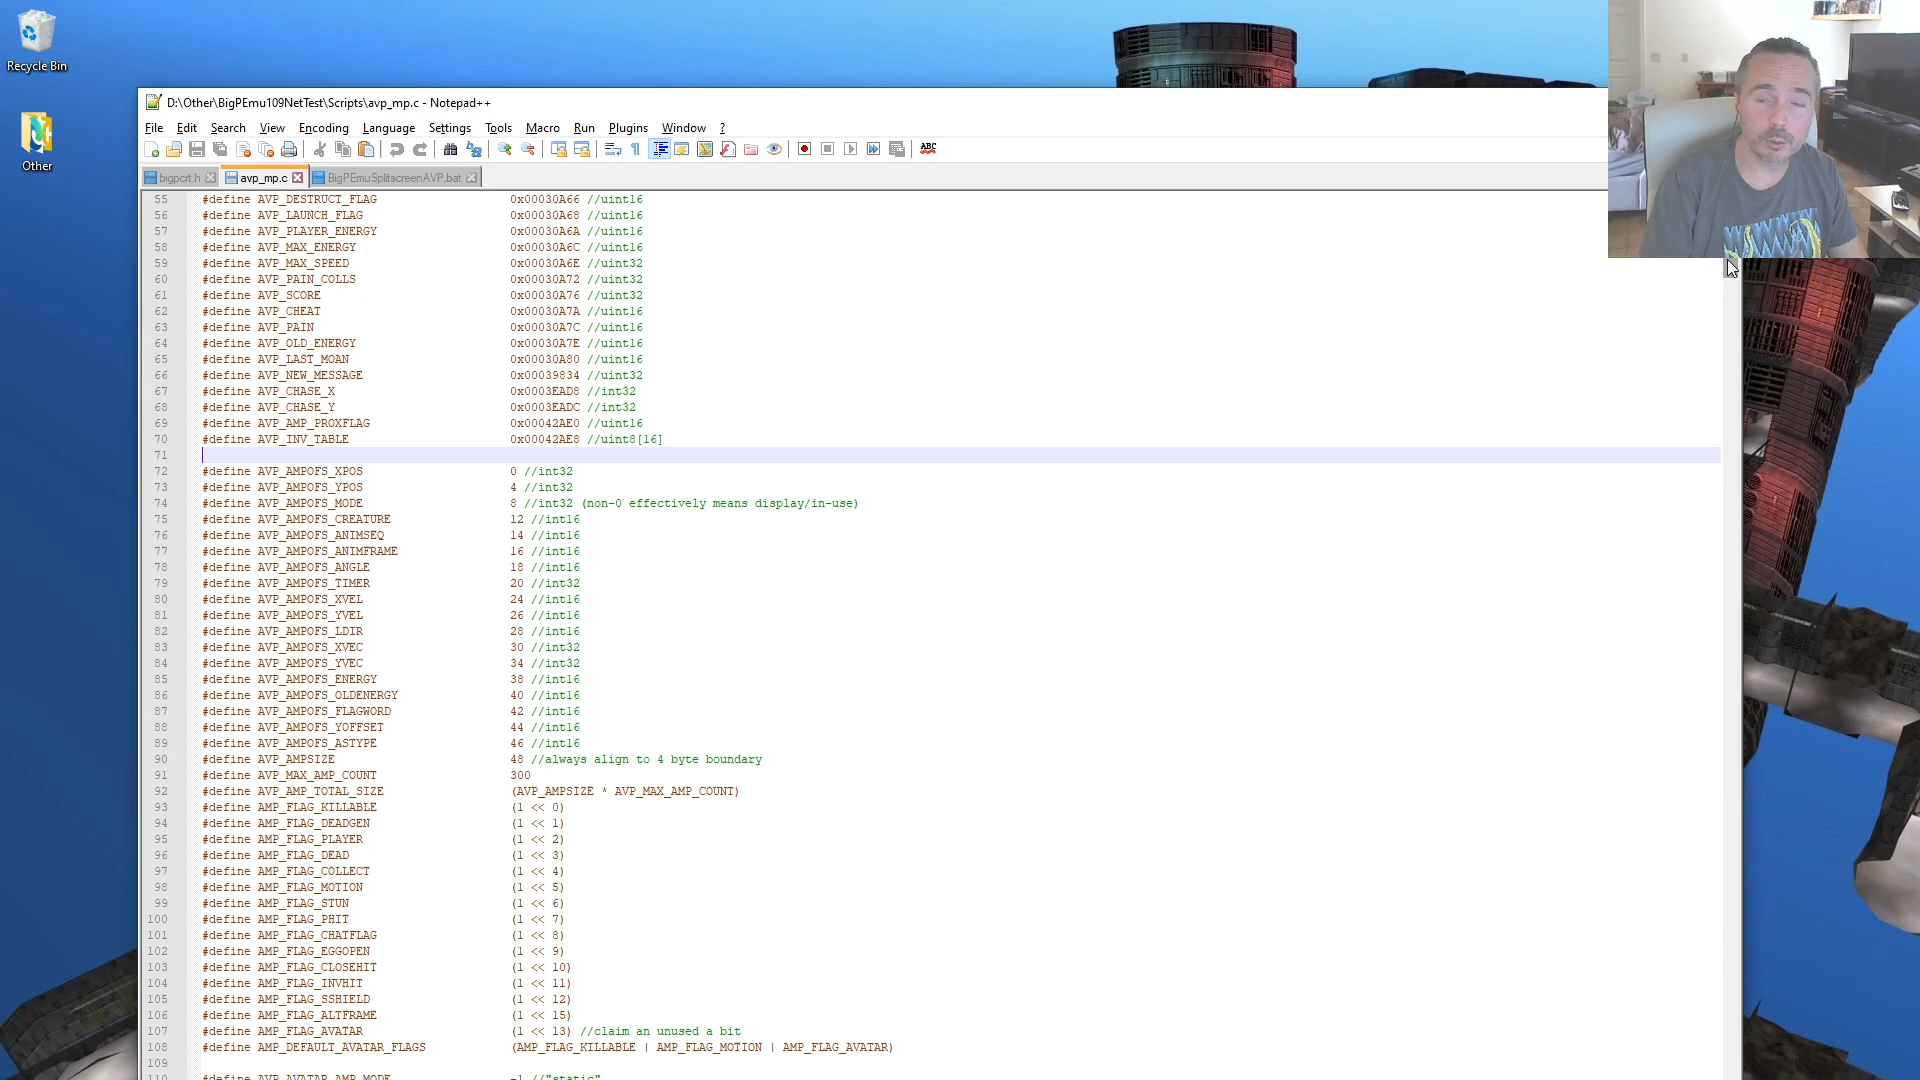 Recycle Bin
Other
D:\Other\BigPEmu109NetTest\Scripts\avp_mp.c - Notepad++
File Edit Search View Encoding Language Settings Tools Macro Run Plugins Window ?
ABC
bigpcrt.h avp_mp.c BigPEmuSplitscreenAVP.bat
55 #define AVP_DESTRUCT_FLAG 0x00030A66 //uint16
56 #define AVP_LAUNCH_FLAG 0x00030A68 //uint16
57 #define AVP_PLAYER_ENERGY 0x00030A6A //uint16
58 #define AVP_MAX_ENERGY 0x00030A6C //uint16
59 #define AVP_MAX_SPEED 0x00030A6E //uint32
60 #define AVP_PAIN_COLLS 0x00030A72 //uint32
61 #define AVP_SCORE 0x00030A76 //uint32
62 #define AVP_CHEAT 0x00030A7A //uint16
63 #define AVP_PAIN 0x00030A7C //uint16
64 #define AVP_OLD_ENERGY 0x00030A7E //uint16
65 #define AVP_LAST_MOAN 0x00030A80 //uint16
66 #define AVP_NEW_MESSAGE 0x00039834 //uint32
67 #define AVP_CHASE_X 0x0003EAD8 //int32
68 #define AVP_CHASE_Y 0x0003EADC //int32
69 #define AVP_AMP_PROXFLAG 0x00042AE0 //uint16
70 #define AVP_INV_TABLE 0x00042AE8 //uint8[16]
71
72 #define AVP_AMPOFS_XPOS 0 //int32
73 #define AVP_AMPOFS_YPOS 4 //int32
74 #define AVP_AMPOFS_MODE 8 //int32 (non-0 effectively means display/in-use)
75 #define AVP_AMPOFS_CREATURE 12 //int16
76 #define AVP_AMPOFS_ANIMSEQ 14 //int16
77 #define AVP_AMPOFS_ANIMFRAME 16 //int16
78 #define AVP_AMPOFS_ANGLE 18 //int16
79 #define AVP_AMPOFS_TIMER 20 //int32
80 #define AVP_AMPOFS_XVEL 24 //int16
81 #define AVP_AMPOFS_YVEL 26 //int16
82 #define AVP_AMPOFS_LDIR 28 //int16
83 #define AVP_AMPOFS_XVEC 30 //int32
84 #define AVP_AMPOFS_YVEC 34 //int32
85 #define AVP_AMPOFS_ENERGY 38 //int16
86 #define AVP_AMPOFS_OLDENERGY 40 //int16
87 #define AVP_AMPOFS_FLAGWORD 42 //int16
88 #define AVP_AMPOFS_YOFFSET 44 //int16
89 #define AVP_AMPOFS_ASTYPE 46 //int16
90 #define AVP_AMPSIZE 48 //always align to 4 byte boundary
91 #define AVP_MAX_AMP_COUNT 300
92 #define AVP_AMP_TOTAL_SIZE (AVP_AMPSIZE * AVP_MAX_AMP_COUNT)
93 #define AMP_FLAG_KILLABLE (1 << 0)
94 #define AMP_FLAG_DEADGEN (1 << 1)
95 #define AMP_FLAG_PLAYER (1 << 2)
96 #define AMP_FLAG_DEAD (1 << 3)
97 #define AMP_FLAG_COLLECT (1 << 4)
98 #define AMP_FLAG_MOTION (1 << 5)
99 #define AMP_FLAG_STUN (1 << 6)
100 #define AMP_FLAG_PHIT (1 << 7)
101 #define AMP_FLAG_CHATFLAG (1 << 8)
102 #define AMP_FLAG_EGGOPEN (1 << 9)
103 #define AMP_FLAG_CLOSEHIT (1 << 10)
104 #define AMP_FLAG_INVHIT (1 << 11)
105 #define AMP_FLAG_SSHIELD (1 << 12)
106 #define AMP_FLAG_ALTFRAME (1 << 15)
107 #define AMP_FLAG_AVATAR (1 << 13) //claim an unused a bit
108 #define AMP_DEFAULT_AVATAR_FLAGS (AMP_FLAG_KILLABLE | AMP_FLAG_MOTION | AMP_FLAG_AVATAR)
109
110 #define AVP_AVATAR_AMP_MODE -1 //"static"